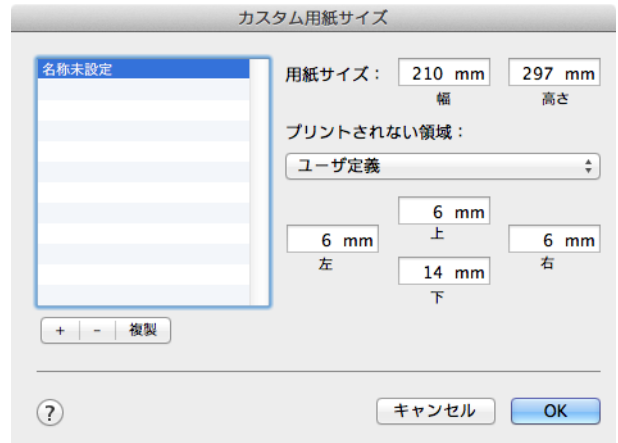 カスタム用紙サイズ
名称未設定
用紙サイズ： 210 mm 297 mm
幅 高さ
プリントされない領域：
ユーザ定義
6 mm
上
6 mm 6 mm
左 右
14 mm
下
+ - 複製
? キャンセル OK